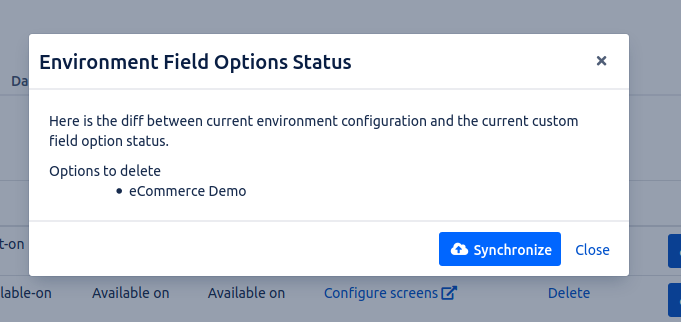 Environment Field Options Status
Da
Here is the diff between current environment configuration and the current custom
field option status.
Options to delete
• eCommerce Demo
t-on
Synchronize Close
lable-on Available on Available on Configure screens Delete